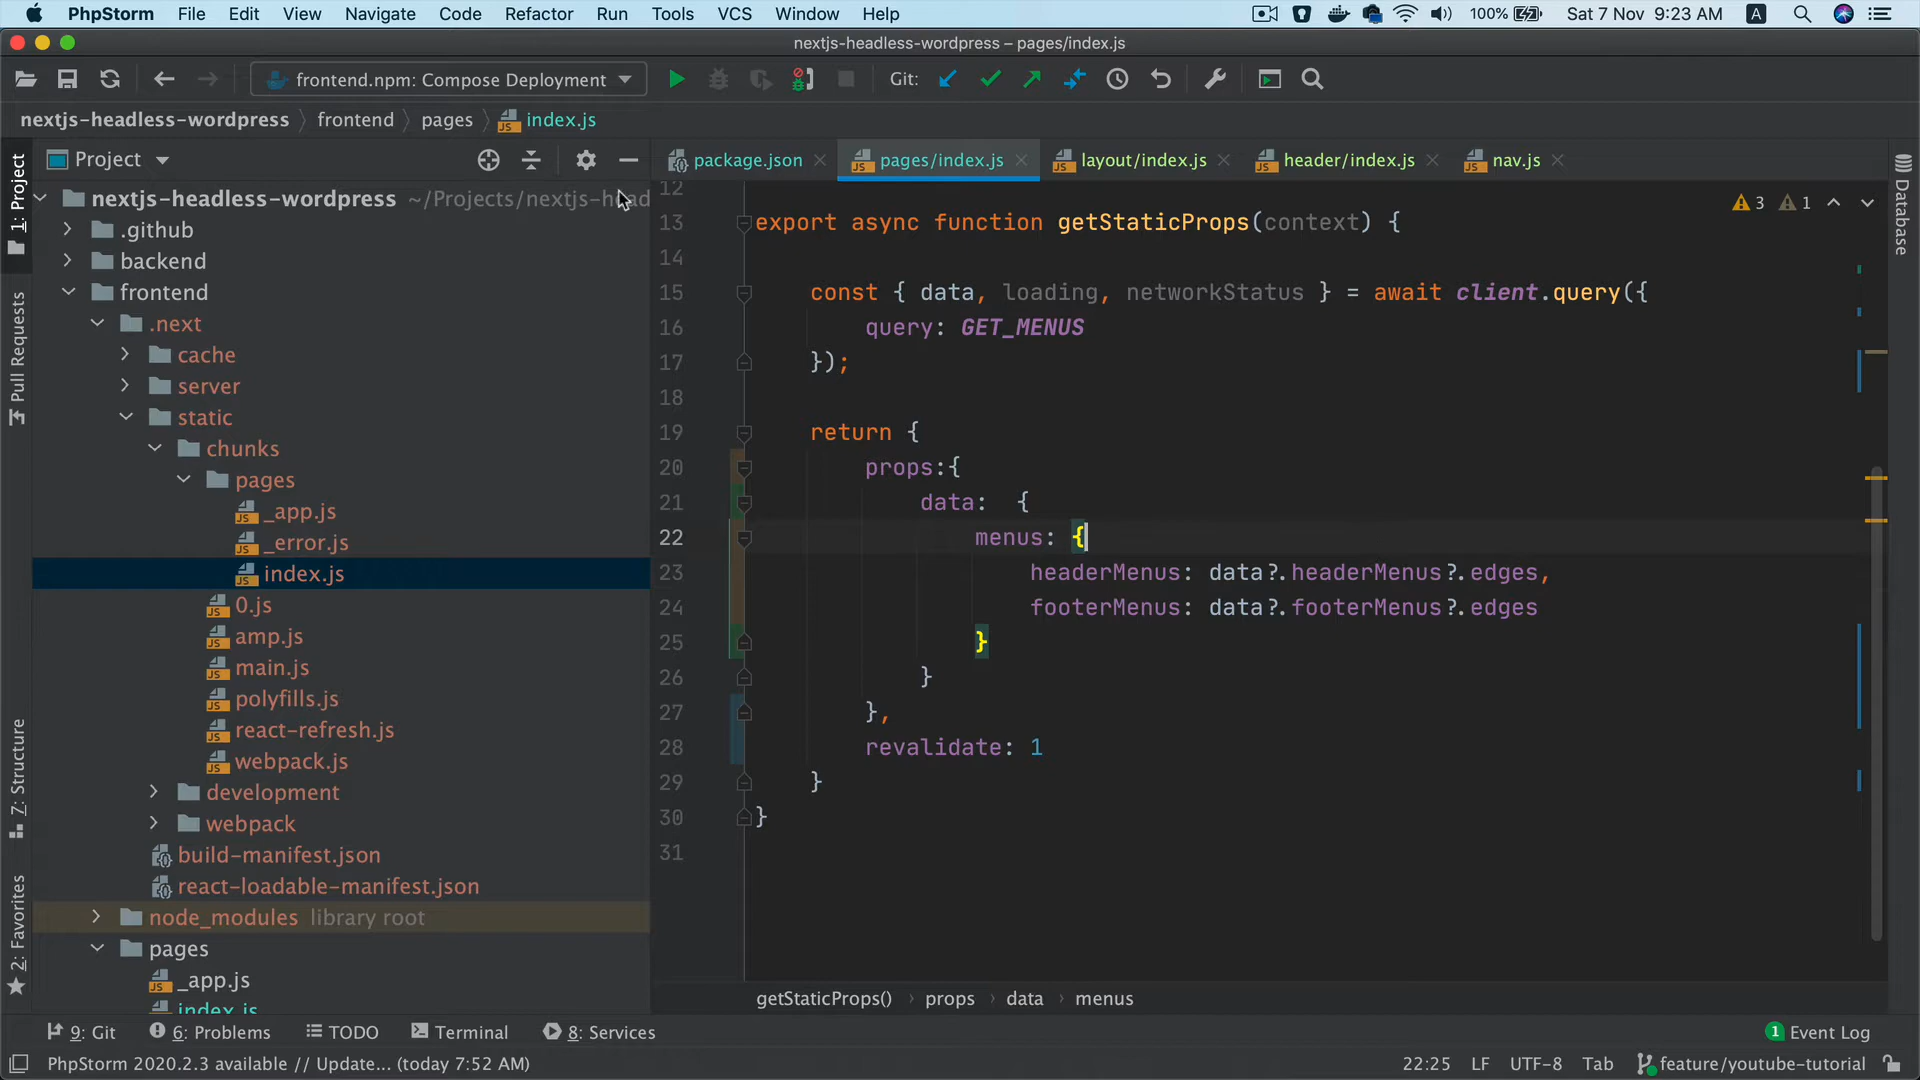 PhpStorm File Edit View Navigate Code Refactor Run Tools VCS Window Help 100% Sat 7 Nov 9:23 AM A
nextjs-headless-wordpress – pages/index.js
frontend.npm: Compose Deployment Git:
nextjs-headless-wordpress frontend pages index.js
Project
package.json pages/index.js layout/index.js header/index.js nav.js
1: Project
Pull Requests
Z: Structure
2: Favorites
Database
nextjs-headless-wordpress ~/Projects/nextjs-head
.github
backend
frontend
.next
cache
server
static
chunks
pages
_app.js
_error.js
index.js
0.js
amp.js
main.js
polyfills.js
react-refresh.js
webpack.js
development
webpack
build-manifest.json
react-loadable-manifest.json
node_modules library root
pages
_app.js
index.js
3 1
12
13 export async function getStaticProps(context) {
14
15 const { data, loading, networkStatus } = await client.query({
16 query: GET_MENUS
17 });
18
19 return {
20 props:{
21 data: {
22 menus: {
23 headerMenus: data?.headerMenus?.edges,
24 footerMenus: data?.footerMenus?.edges
25 }
26 }
27 },
28 revalidate: 1
29 }
30 }
31
getStaticProps() props data menus
9: Git 6: Problems TODO Terminal 8: Services 1 Event Log
PhpStorm 2020.2.3 available // Update... (today 7:52 AM) 22:25 LF UTF-8 Tab feature/youtube-tutorial